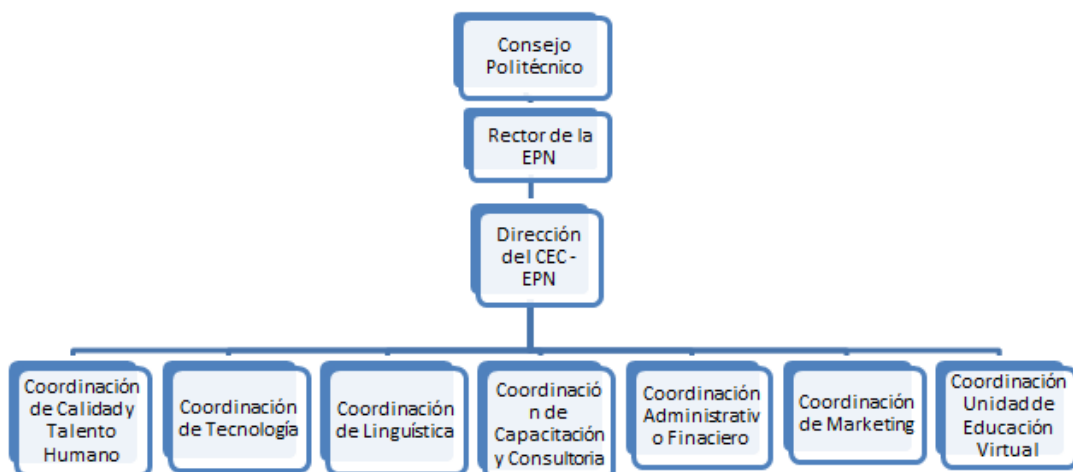 Consejo
Politécnico
Rector de la
EPN
Dirección
del CEC -
EPN
Coordinación
de Calidad y
Talento
Humano
Coordinación
de Tecnología
Coordinación
de Linguística
Coordinació
n de
Capacitación
y Consultoria
Coordinación
Administrativ
o Finaciero
Coordinación
de Marketing
Coordinación
Unidad de
Educación
Virtual